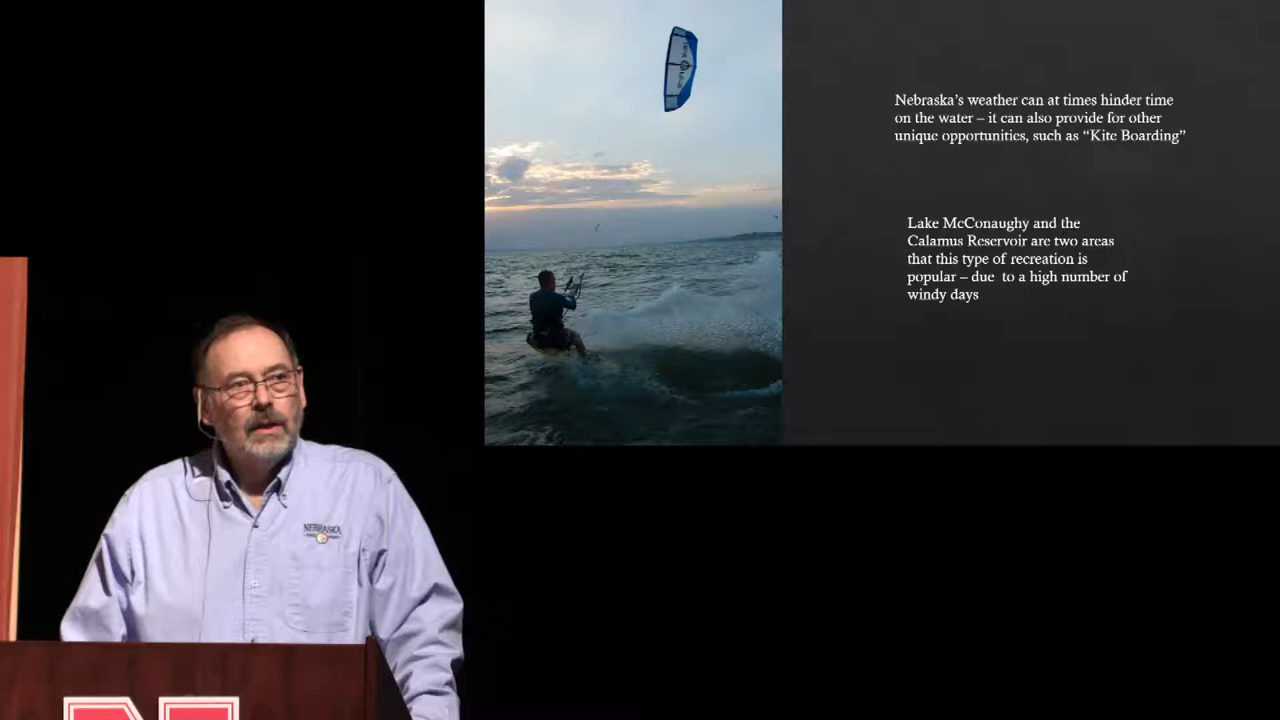 Nebraska's weather can at times hinder time
on the water – it can also provide for other
unique opportunities, such as “Kite Boarding”
Lake McConaughy and the
Calamus Reservoir are two areas
that this type of recreation is
popular – due  to a high number of
windy days
NEBRASKA
N